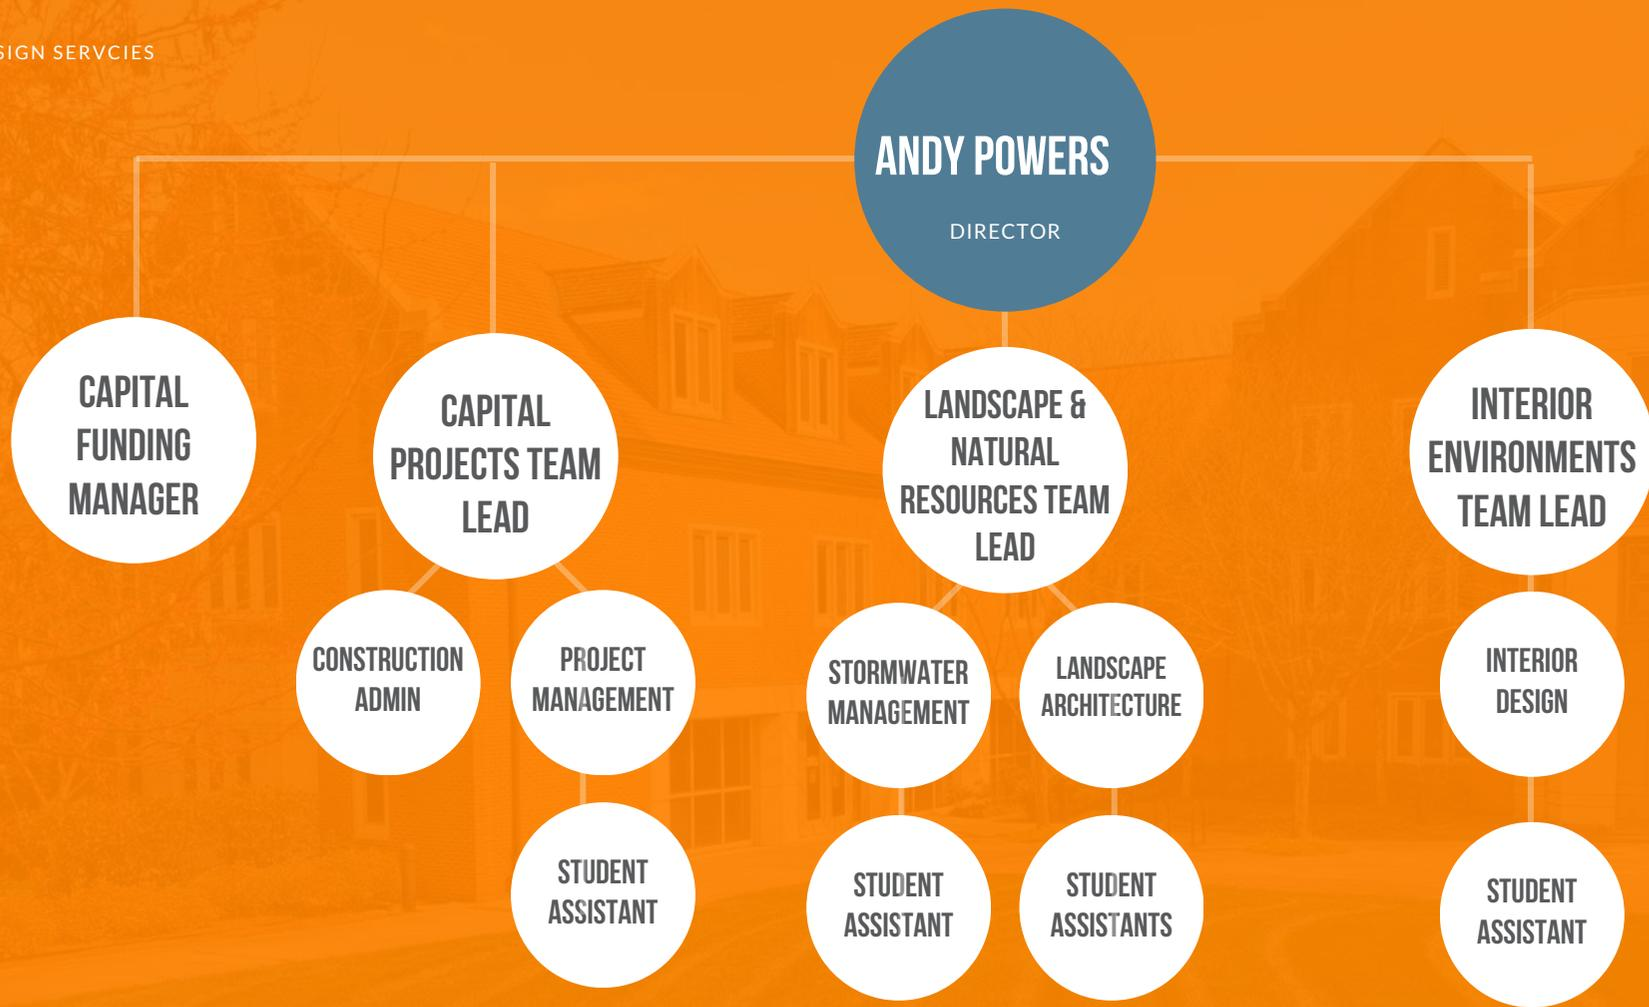 SIGN SERVCIES
ANDY POWERS
DIRECTOR
CAPITAL
FUNDING
MANAGER
CAPITAL
PROJECTS TEAM
LEAD
LANDSCAPE &
NATURAL
RESOURCES TEAM
LEAD
INTERIOR
ENVIRONMENTS
TEAM LEAD
CONSTRUCTION
ADMIN
PROJECT
MANAGEMENT
STORMWATER
MANAGEMENT
LANDSCAPE
ARCHITECTURE
INTERIOR
DESIGN
STUDENT
ASSISTANT
STUDENT
ASSISTANT
STUDENT
ASSISTANTS
STUDENT
ASSISTANT